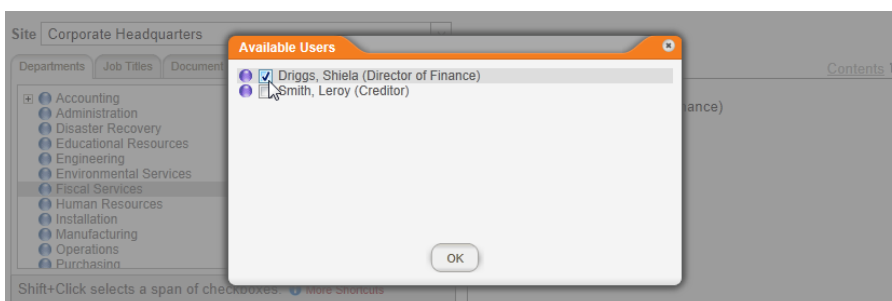 Site Corporate Headquarters
Departments Job Titles Document
Accounting
Administration
Disaster Recovery
Educational Resources
Engineering
Environmental Services
Fiscal Services
Human Resources
Installation
Manufacturing
Operations
Purchasing
Shift+Click selects a span of checkboxes. More Shortcuts
Available Users
Driggs, Shiela (Director of Finance)
Smith, Leroy (Creditor)
OK
Contents
ance)